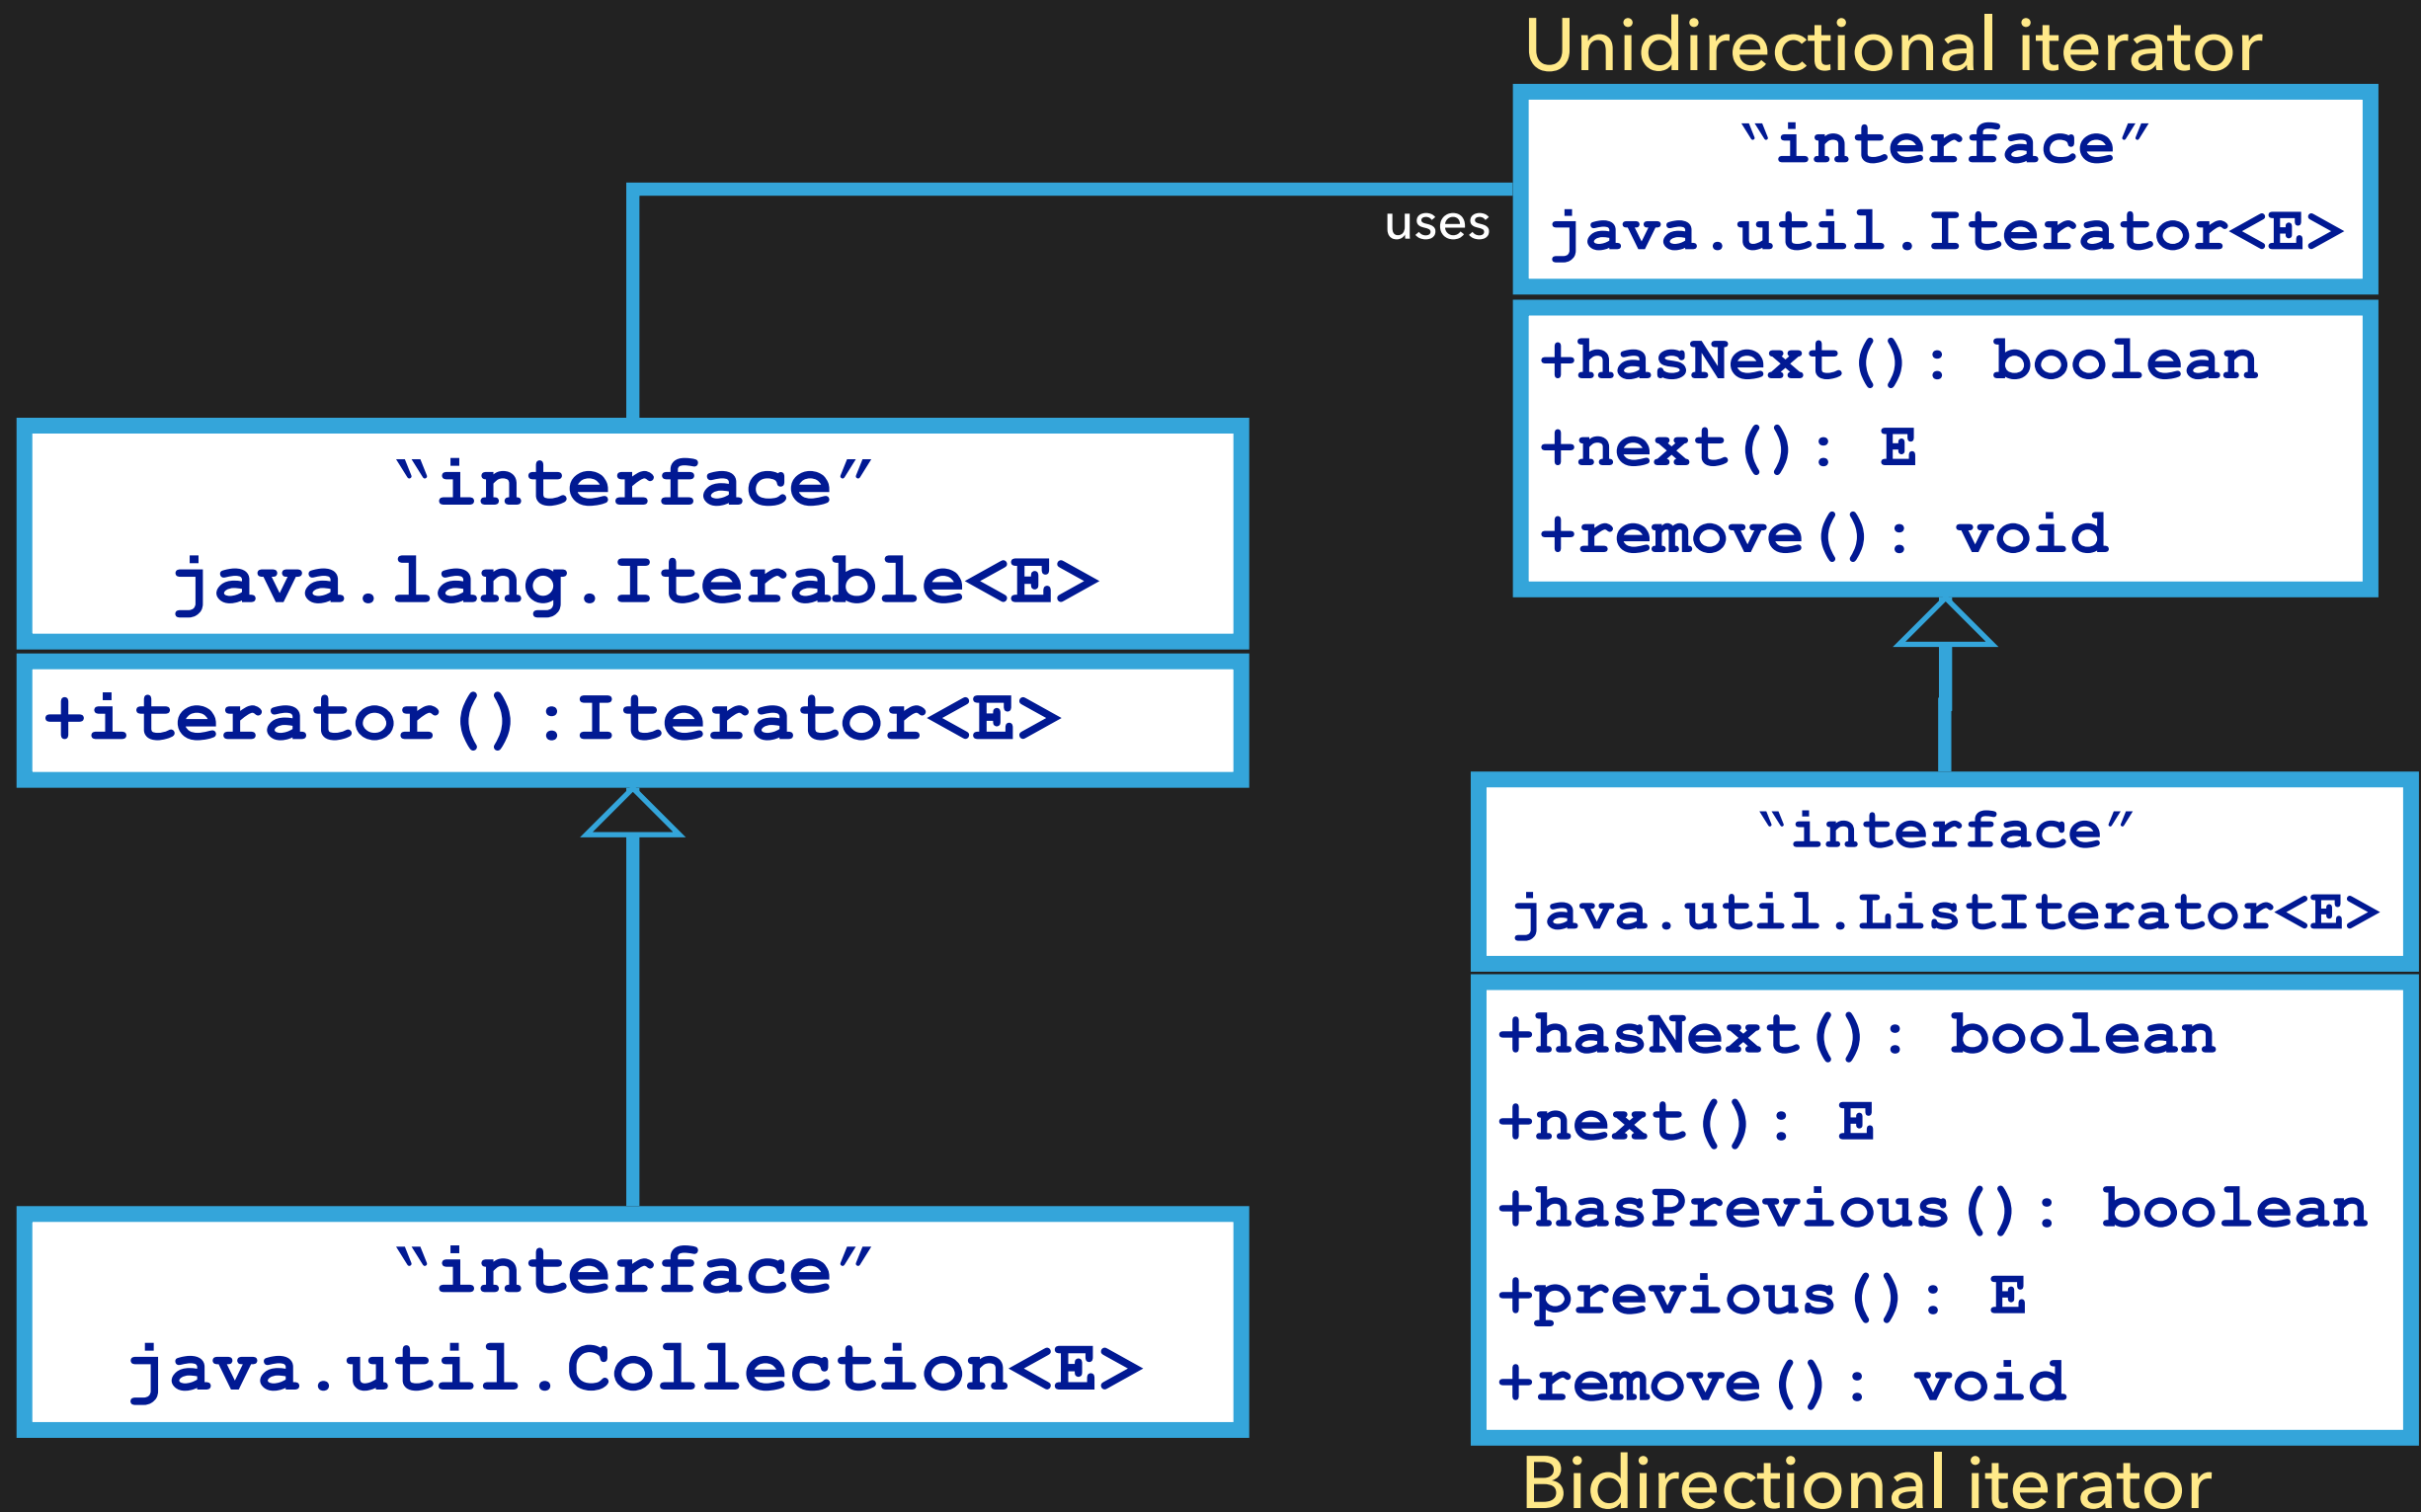 Unidirectional iterator
“interface”
java.util.Iterator<E>
+hasNext(): boolean
+next(): E
+remove(): void
uses
“interface”
java.lang.Iterable<E>
+iterator():Iterator<E>
“interface”
java.util.Collection<E>
“interface”
java.util.ListIterator<E>
+hasNext(): boolean
+next(): E
+hasPrevious(): boolean
+previous(): E
+remove(): void
Bidirectional iterator